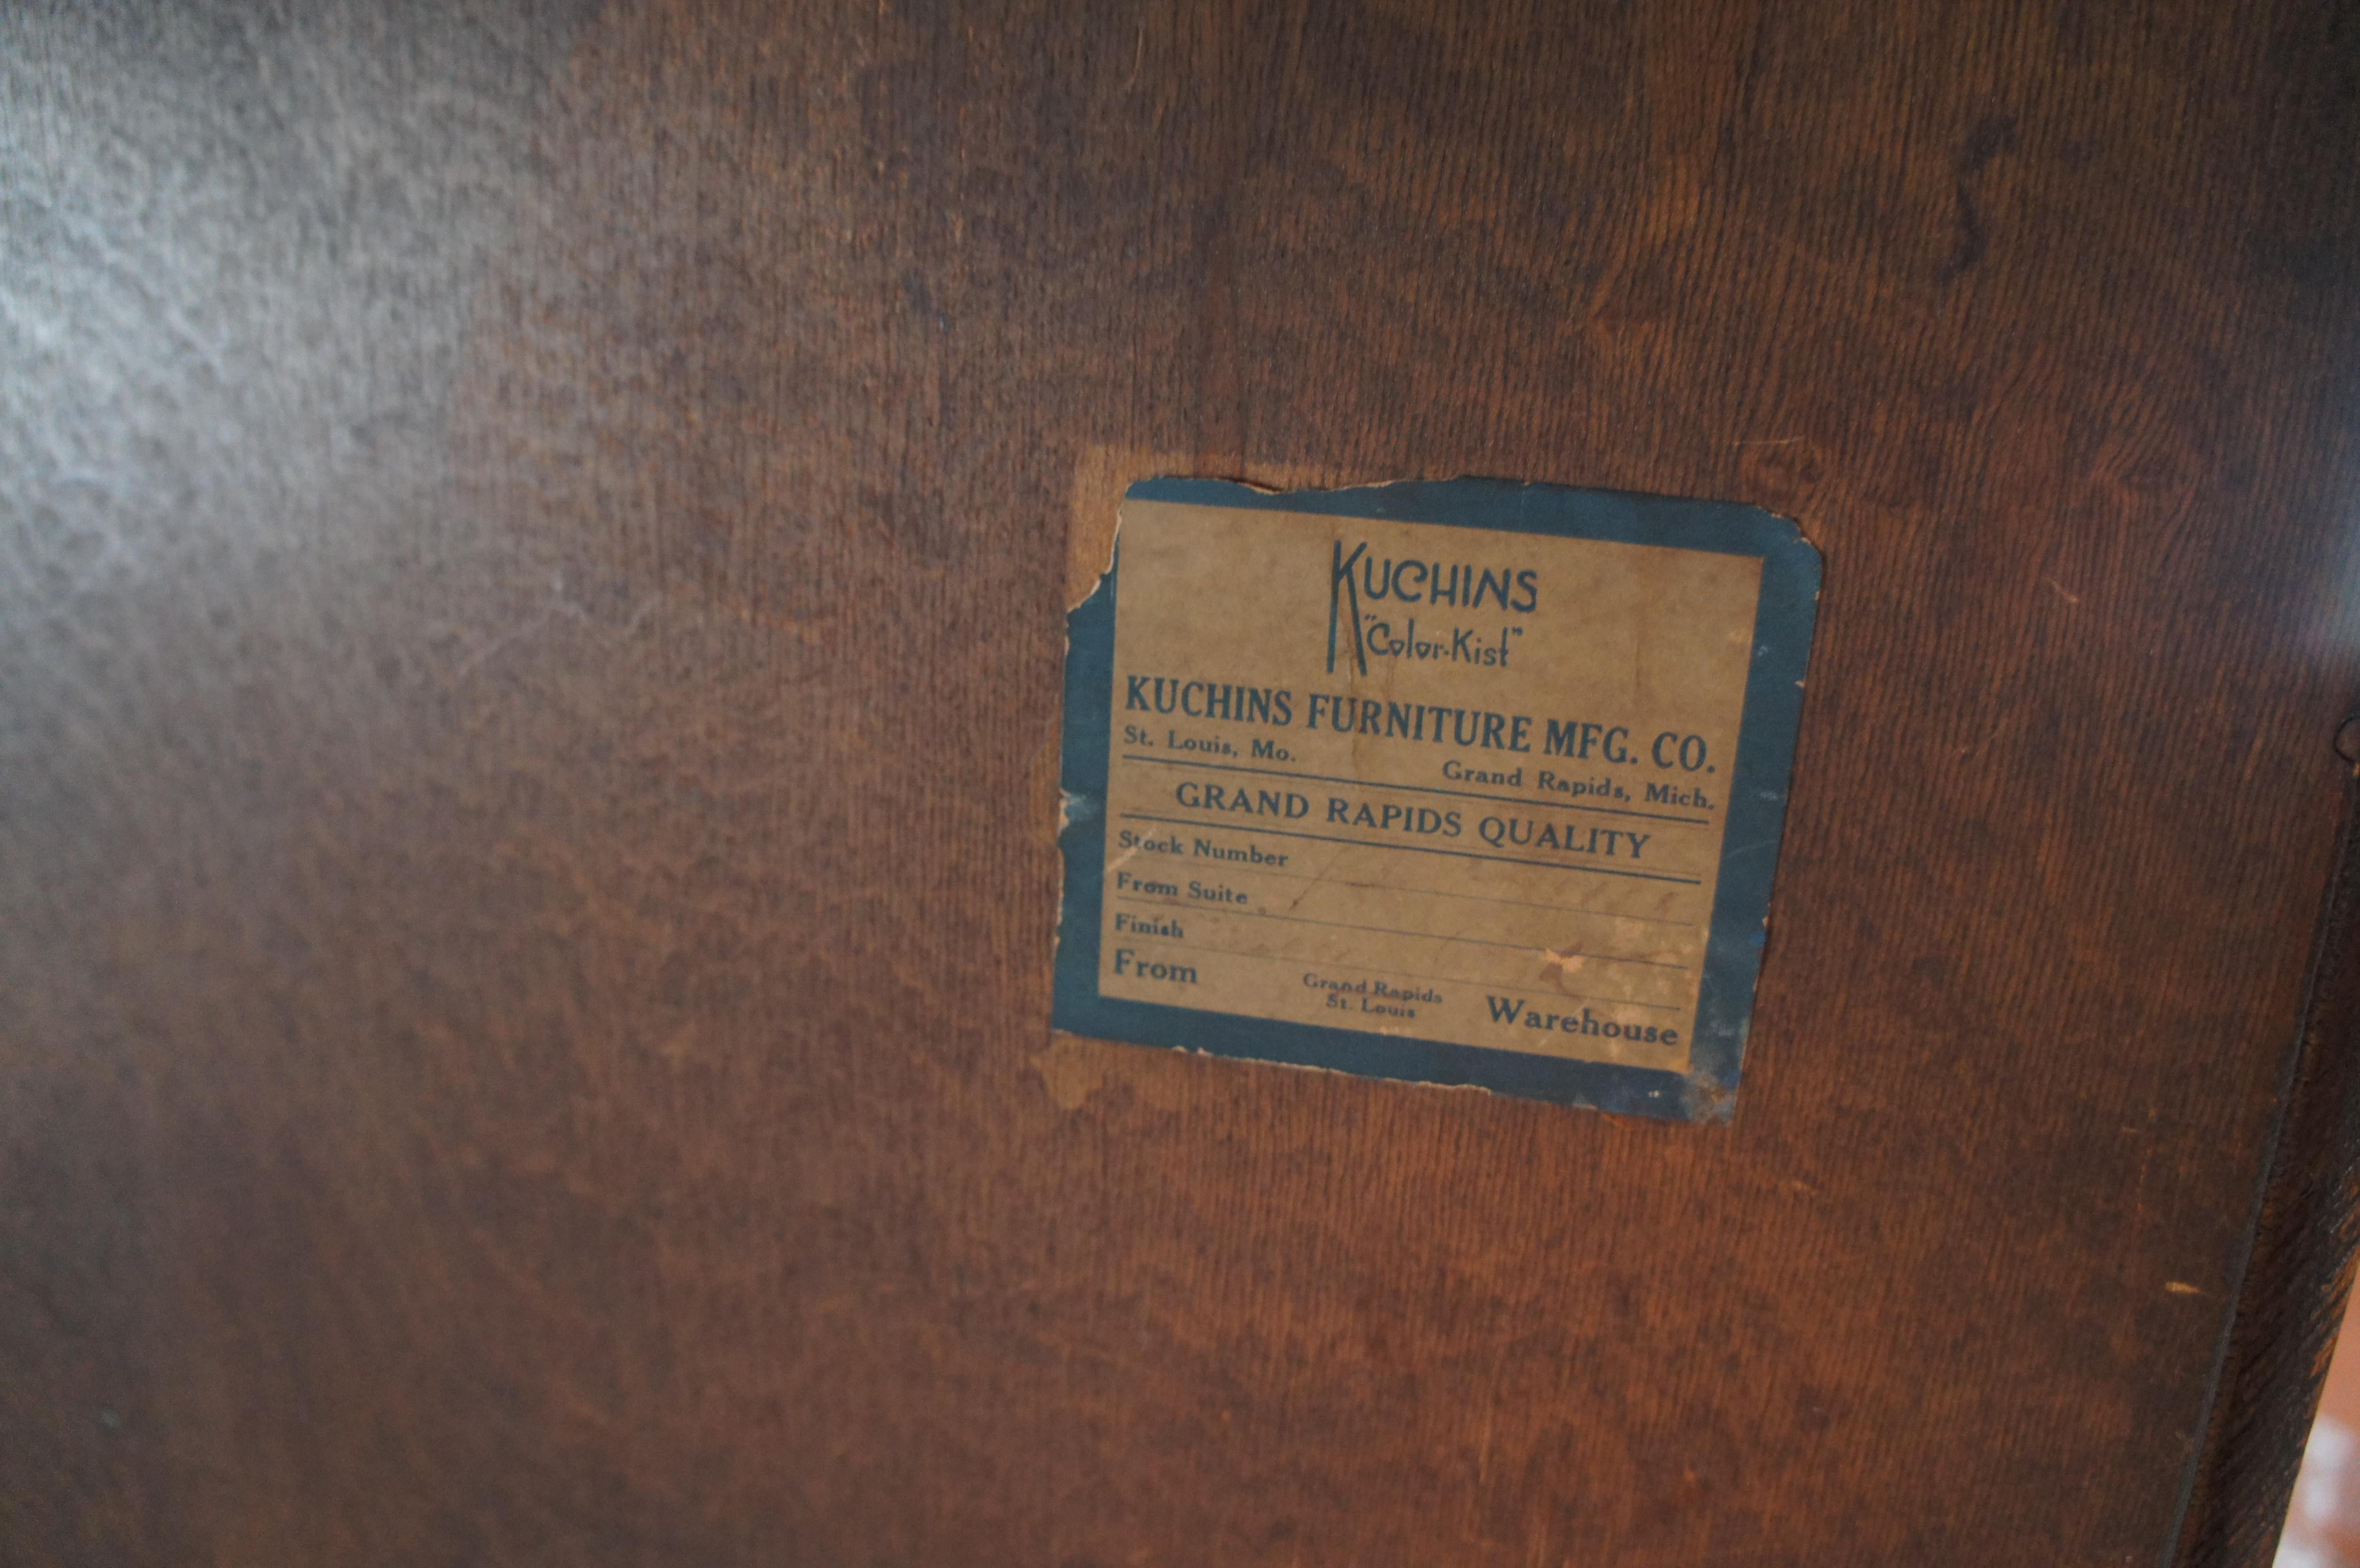 KUCHINS
"Color-Kist"
KUCHINS FURNITURE MFG. CO.
St. Louis, Mo. Grand Rapids, Mich.
GRAND RAPIDS QUALITY
Stock Number
From Suite
Finish
From Grand Rapids Warehouse
St. Louis